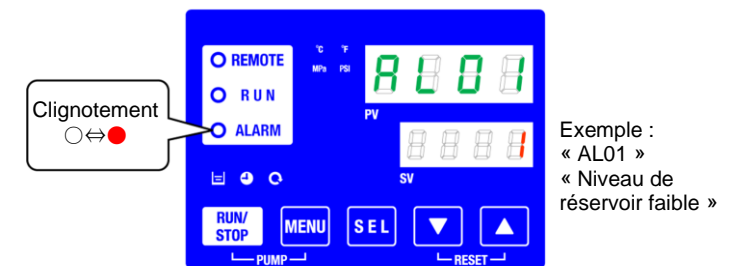 Clignotement
○⇔●
REMOTE
RUN
ALARM
°C °F
MPa PSI
AL01
PV
1
SV
RUN/
STOP
MENU
SEL
▼
▲
PUMP
RESET
Exemple :
« AL01 »
« Niveau de
réservoir faible »